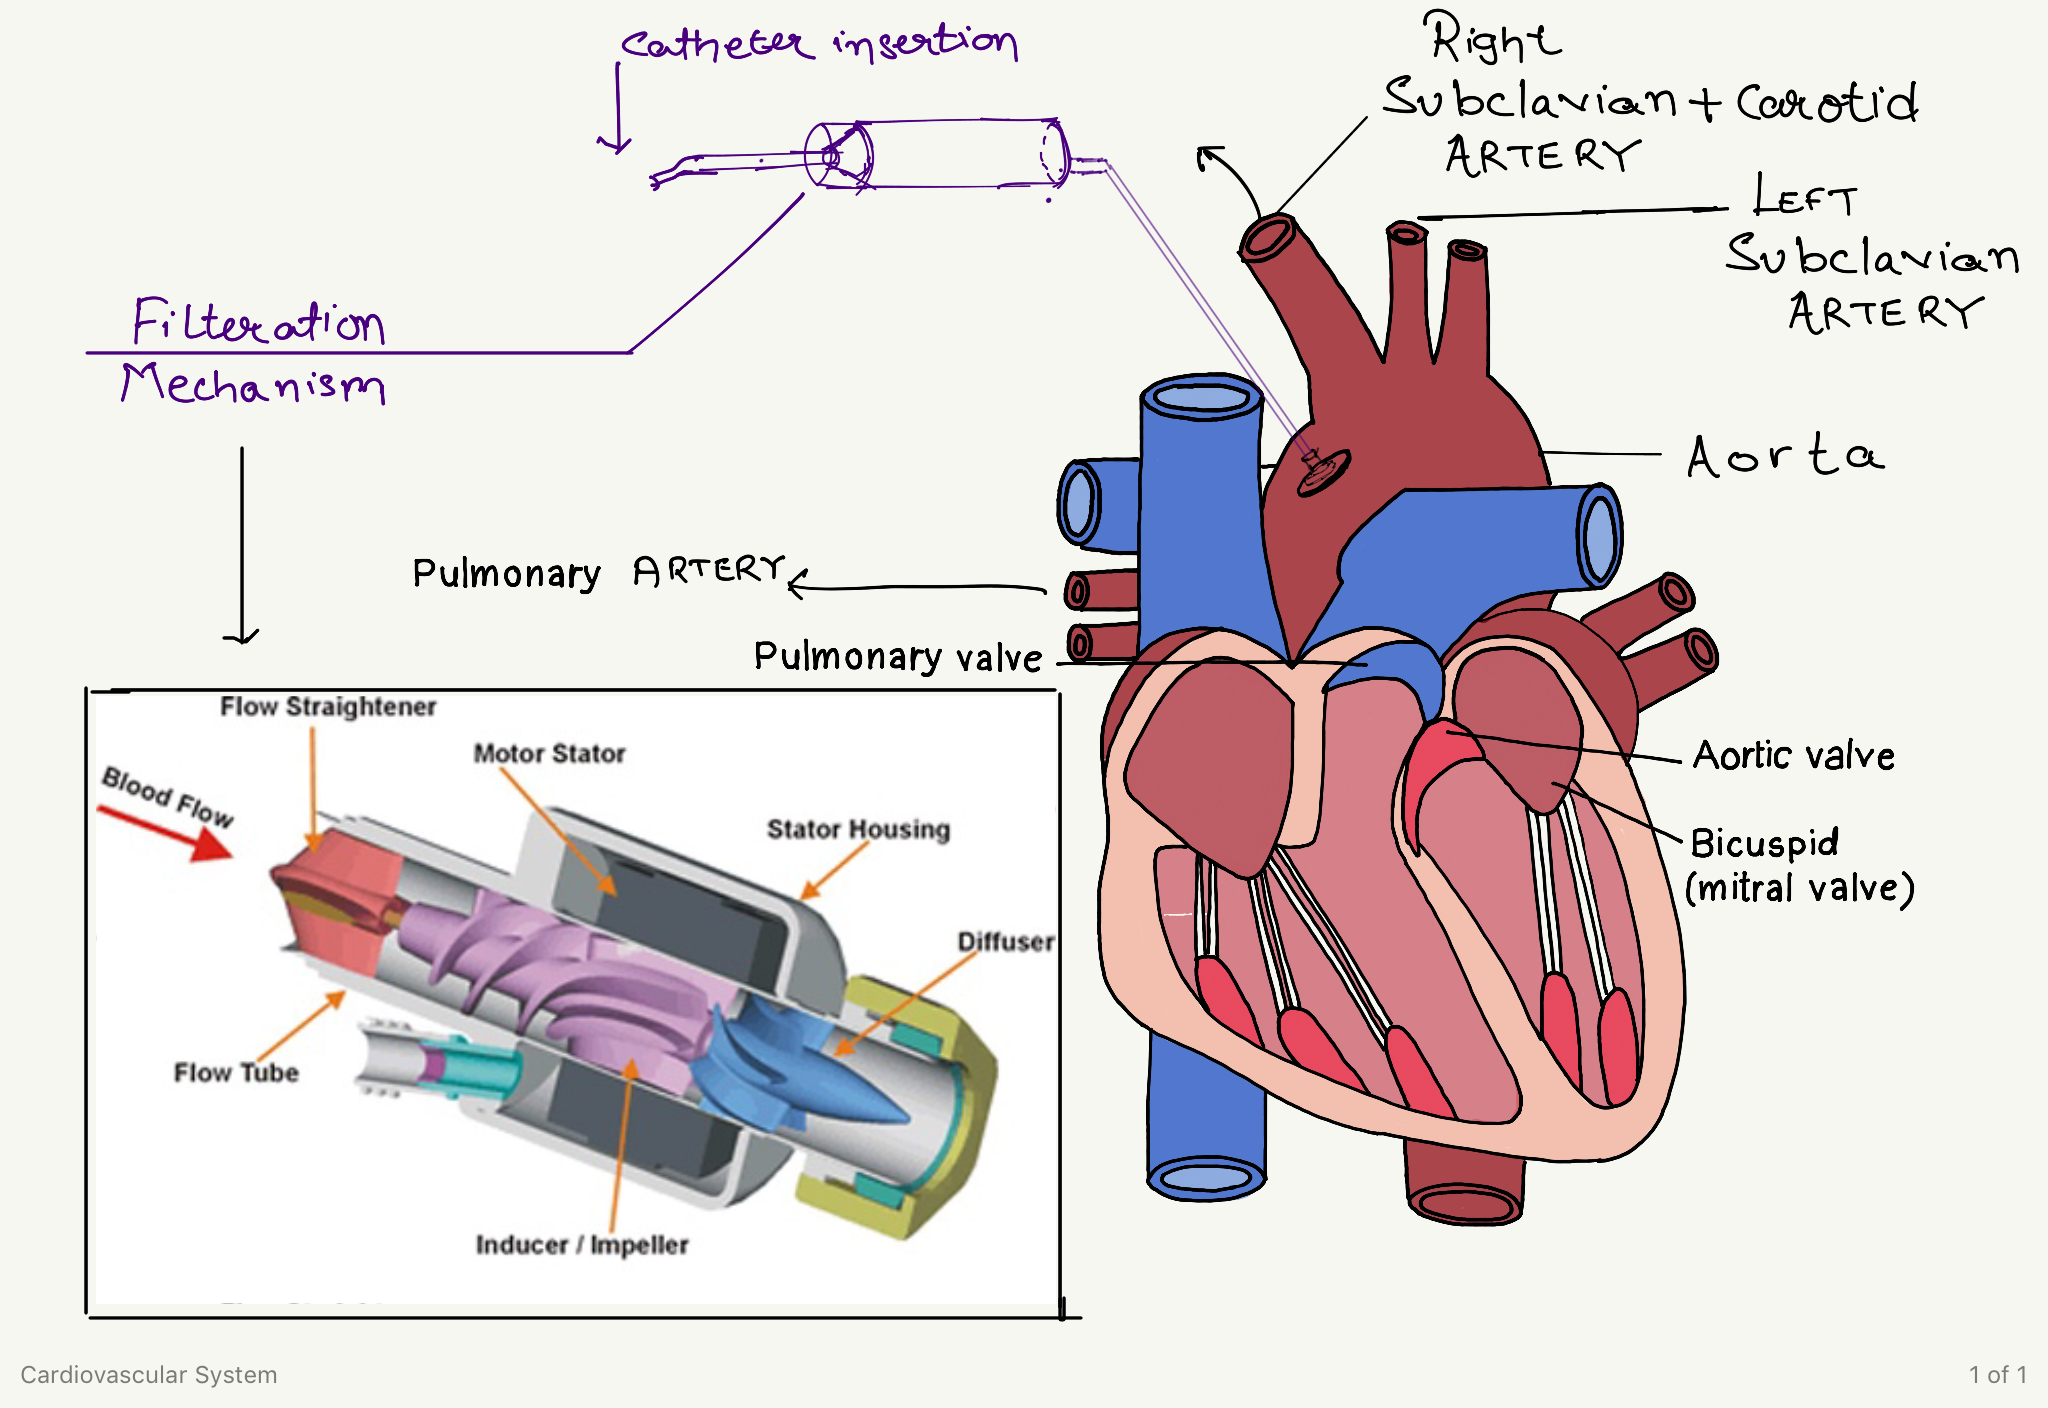 Catheter insertion
Right
Subclavian + Carotid
ARTERY
LEFT
Subclavian
ARTERY
Filteration
Mechanism
Aorta
Pulmonary ARTERY
Pulmonary valve
Aortic valve
Bicuspid
(mitral valve)
Flow Straightener
Motor Stator
Blood Flow
Stator Housing
Diffuser
Flow Tube
Inducer / Impeller
Cardiovascular System
1 of 1